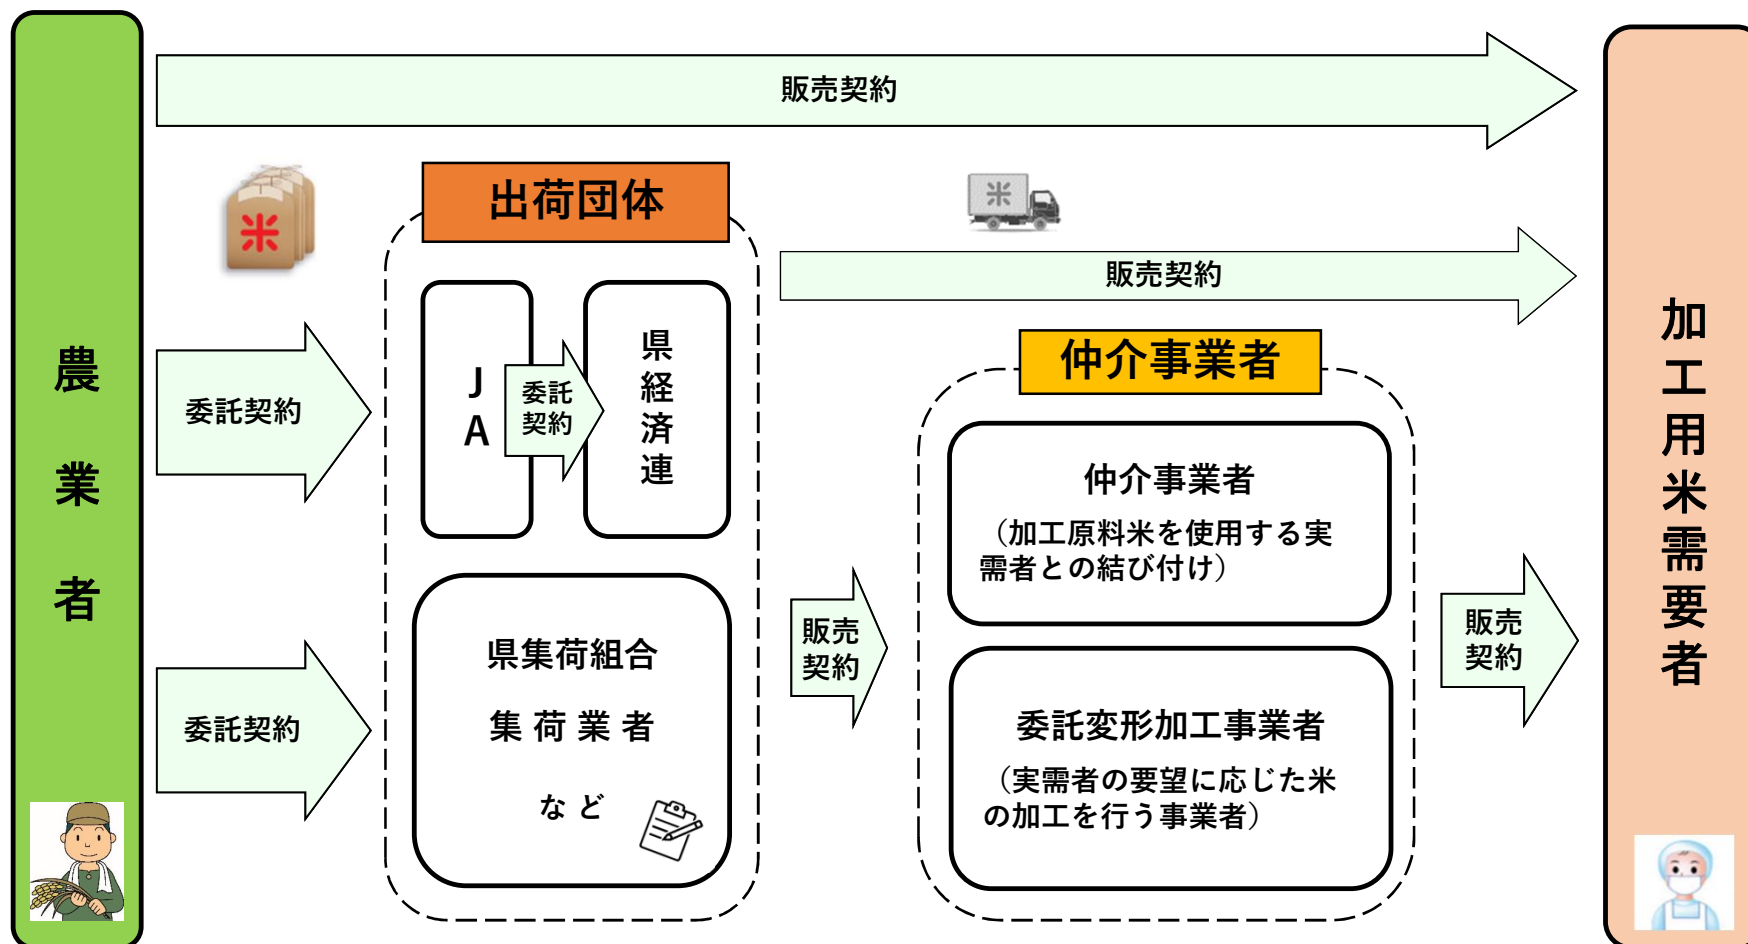 販売契約
出荷団体
米
米
販売契約
農業者
委託契約
JA
委託
契約
県経済連
仲介事業者
仲介事業者
（加工原料米を使用する実
需者との結び付け）
加工用米需要者
委託契約
県集荷組合
集荷業者
など
販売
契約
委託変形加工事業者
（実需者の要望に応じた米
の加工を行う事業者）
販売
契約